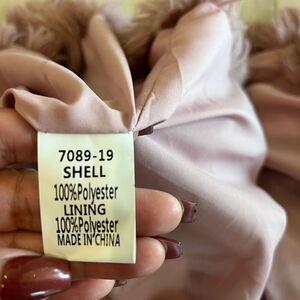 7089-19
SHELL
100%Polyester
LINING
100%Polyester
MADE IN CHINA